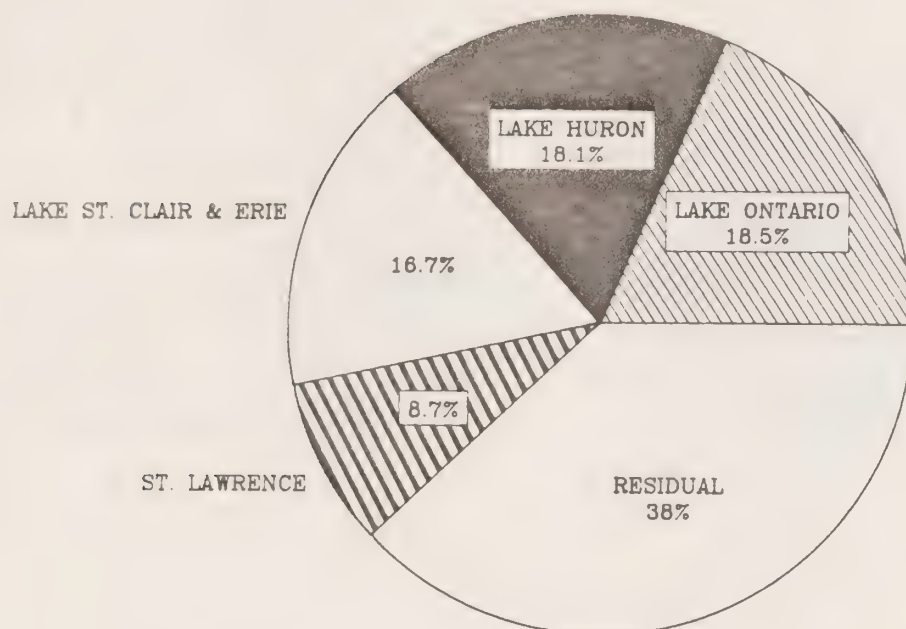 LAKE HURON
18.1%
LAKE ONTARIO
18.5%
LAKE ST. CLAIR & ERIE
16.7%
8.7%
ST. LAWRENCE
RESIDUAL
38%